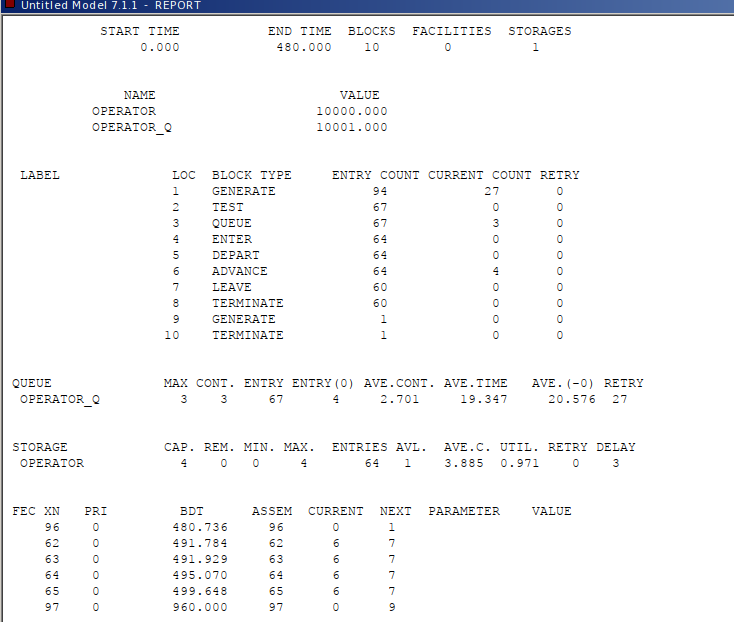 Untitled Model 7.1.1 - REPORT
START TIME END TIME BLOCKS FACILITIES STORAGES
0.000 480.000 10 0 1
NAME VALUE
OPERATOR 10000.000
OPERATOR_Q 10001.000
LABEL LOC BLOCK TYPE ENTRY COUNT CURRENT COUNT RETRY
1 GENERATE 94 27 0
2 TEST 67 0 0
3 QUEUE 67 3 0
4 ENTER 64 0 0
5 DEPART 64 0 0
6 ADVANCE 64 4 0
7 LEAVE 60 0 0
8 TERMINATE 60 0 0
9 GENERATE 1 0 0
10 TERMINATE 1 0 0
QUEUE MAX CONT. ENTRY ENTRY(0) AVE.CONT. AVE.TIME AVE.(-0) RETRY
OPERATOR_Q 3 3 67 4 2.701 19.347 20.576 27
STORAGE CAP. REM. MIN. MAX. ENTRIES AVL. AVE.C. UTIL. RETRY DELAY
OPERATOR 4 0 0 4 64 1 3.885 0.971 0 3
FEC XN PRI BDT ASSEM CURRENT NEXT PARAMETER VALUE
96 0 480.736 96 0 1
62 0 491.784 62 6 7
63 0 491.929 63 6 7
64 0 495.070 64 6 7
65 0 499.648 65 6 7
97 0 960.000 97 0 9